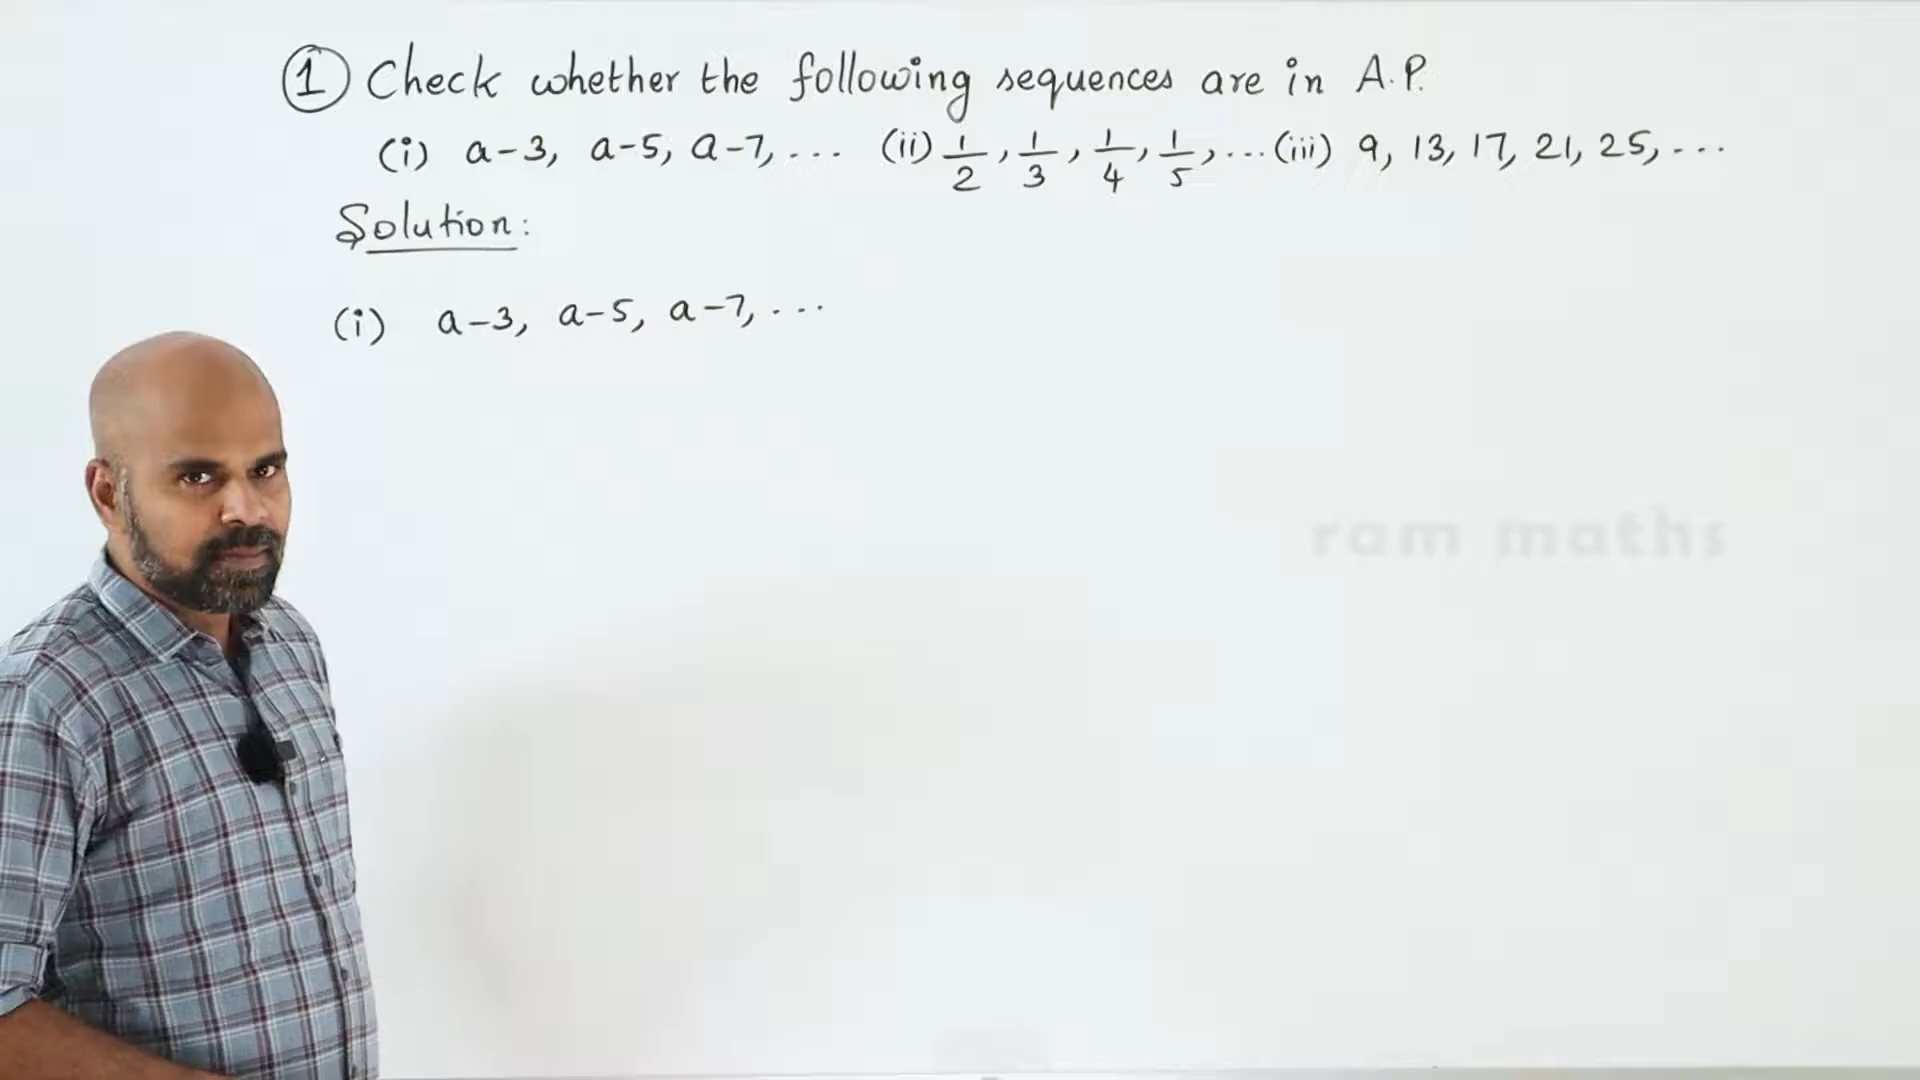 ① Check whether the following sequences are in A.P.
(i) a-3, a-5, a-7, ... (ii) 1/2, 1/3, 1/4, 1/5, ... (iii) 9, 13, 17, 21, 25, ...
Solution:
(i) a-3, a-5, a-7, ...
ram maths